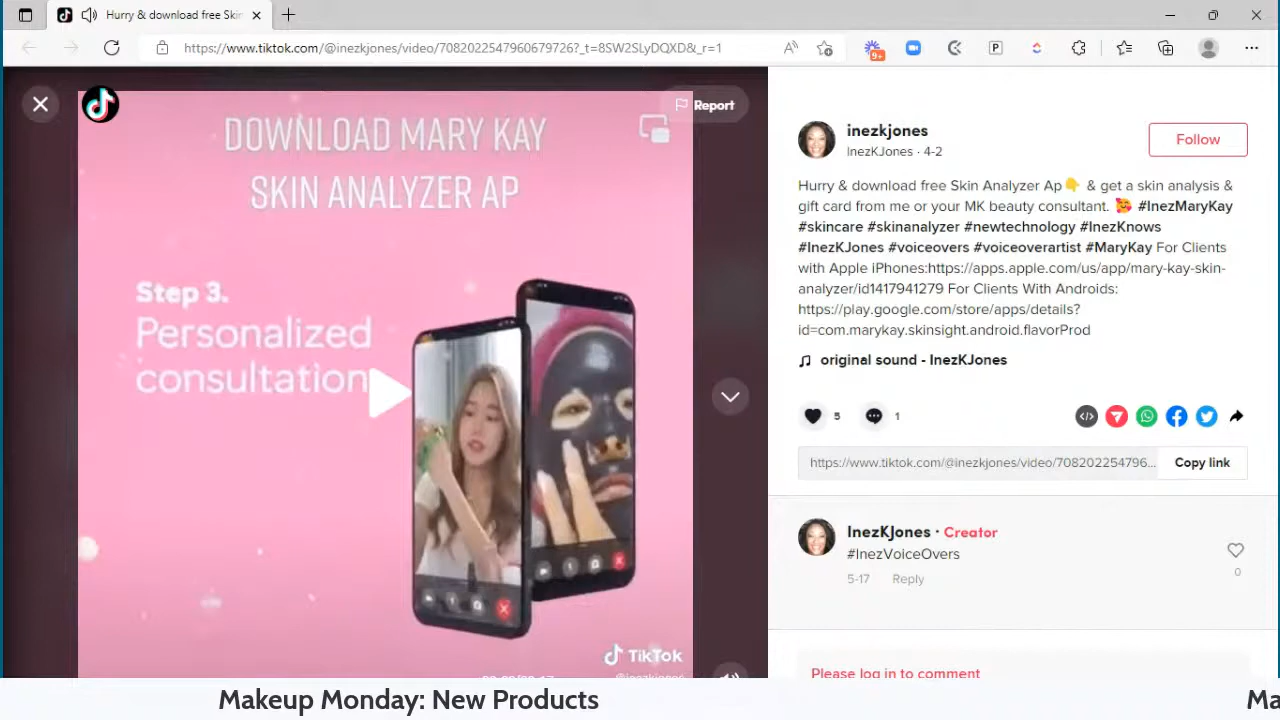 Hurry & download free Skin
https://www.tiktok.com/@inezkjones/video/7082022547960679726?_t=8SW2SLyDQXD&_r=1
9+
Report
DOWNLOAD MARY KAY
SKIN ANALYZER AP
Step 3.
Personalized
consultation
TikTok
@inezkjones
inezkjones
InezKJones · 4-2
Follow
Hurry & download free Skin Analyzer Ap👇 & get a skin analysis &
gift card from me or your MK beauty consultant. 🥰 #InezMaryKay
#skincare #skinanalyzer #newtechnology #InezKnows
#InezKJones #voiceovers #voiceoverartist #MaryKay For Clients
with Apple iPhones:https://apps.apple.com/us/app/mary-kay-skin-
analyzer/id1417941279 For Clients With Androids:
https://play.google.com/store/apps/details?
id=com.marykay.skinsight.android.flavorProd
original sound - InezKJones
5
1
https://www.tiktok.com/@inezkjones/video/708202254796...
Copy link
InezKJones · Creator
#InezVoiceOvers
5-17 Reply
0
Please log in to comment
Makeup Monday: New Products
Ma